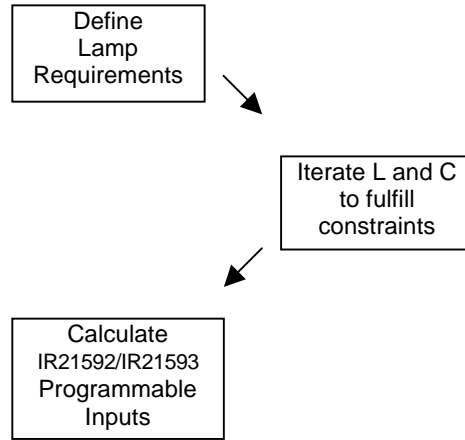 Define
Lamp
Requirements
Iterate L and C
to fulfill
constraints
Calculate
IR21592/IR21593
Programmable
Inputs